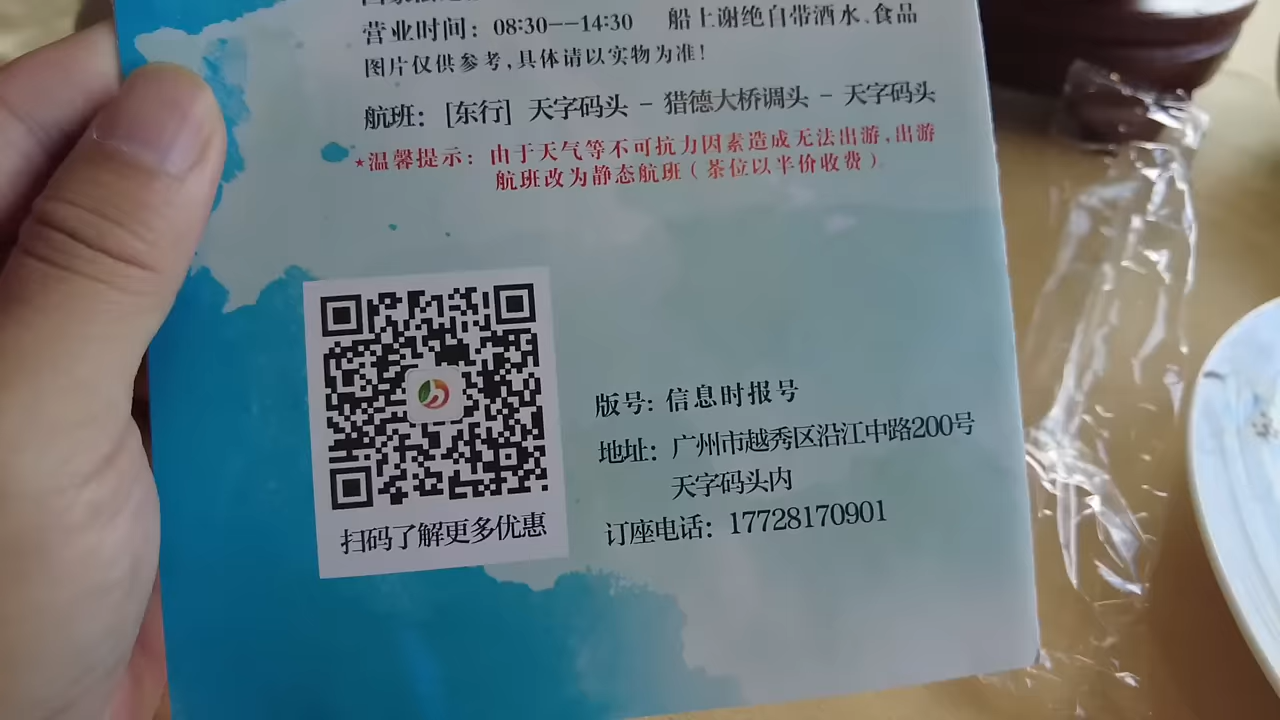 营业时间：08:30--14:30 船上谢绝自带酒水、食品
图片仅供参考,具体请以实物为准!
航班：[东行] 天字码头 - 猎德大桥调头 - 天字码头
★温馨提示：由于天气等不可抗力因素造成无法出游,出游
航班改为静态航班（茶位以半价收费）
扫码了解更多优惠
版号：信息时报号
地址：广州市越秀区沿江中路200号
天字码头内
订座电话：17728170901